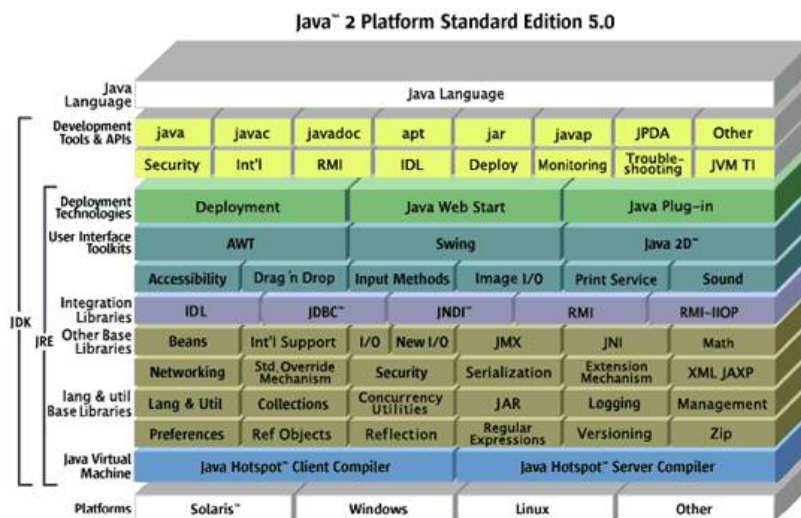 Java™ 2 Platform Standard Edition 5.0
Java Language
Java Language
Development Tools & APIs
java javac javadoc apt jar javap JPDA Other
Security Int'l RMI IDL Deploy Monitoring Trouble-shooting JVM TI
Deployment Technologies
Deployment Java Web Start Java Plug-in
User Interface Toolkits
AWT Swing Java 2D™
Accessibility Drag 'n Drop Input Methods Image I/O Print Service Sound
Integration Libraries
IDL JDBC™ JNDI™ RMI RMI-IIOP
JDK
JRE
Other Base Libraries
Beans Int'l Support I/O New I/O JMX JNI Math
Networking Std. Override Mechanism Security Serialization Extension Mechanism XML JAXP
lang & util Base Libraries
Lang & Util Collections Concurrency Utilities JAR Logging Management
Preferences Ref Objects Reflection Regular Expressions Versioning Zip
Java Virtual Machine
Java Hotspot™ Client Compiler Java Hotspot™ Server Compiler
Platforms
Solaris™ Windows Linux Other